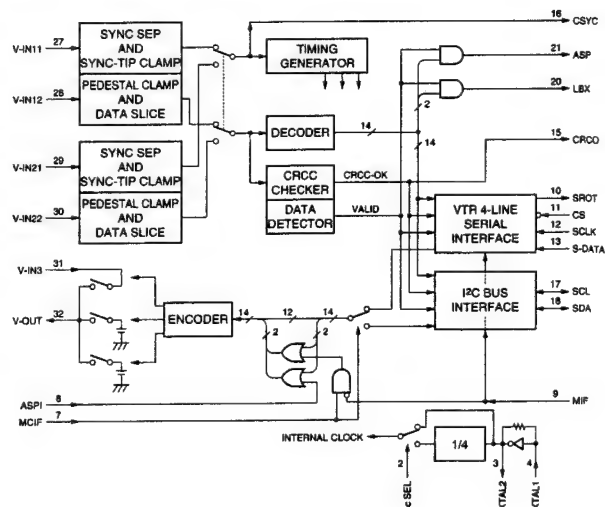 SYNC SEP
AND
SYNC-TIP CLAMP
PEDESTAL CLAMP
AND
DATA SLICE
V-IN11
27
V-IN12
28
TIMING
GENERATOR
16
CSYC
21
ASP
20
LBX
2
DECODER
14
14
15
CRCO
SYNC SEP
AND
SYNC-TIP CLAMP
PEDESTAL CLAMP
AND
DATA SLICE
V-IN21
29
V-IN22
30
CRCC
CHECKER
CRCC-OK
DATA
DETECTOR
VALID
VTR 4-LINE
SERIAL
INTERFACE
10
SROT
11
CS
12
SCLK
13
S-DATA
I²C BUS
INTERFACE
17
SCL
18
SDA
V-IN3
31
V-OUT
32
ENCODER
14
12
14
2
2
ASPI
6
MCIF
7
9
MIF
INTERNAL CLOCK
1/4
2
3
4
c SEL
XTAL2
XTAL1